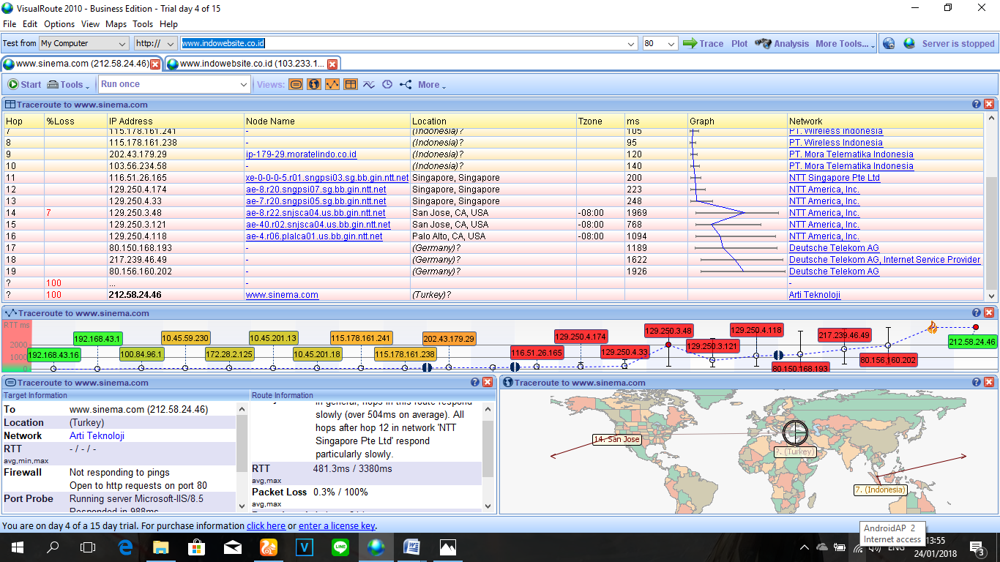 VisualRoute 2010 - Business Edition - Trial day 4 of 15
File Edit Options View Maps Tools Help
Test from My Computer http:// www.indowebsite.co.id 80 Trace Plot Analysis More Tools... Server is stopped
www.sinema.com (212.58.24.46) www.indowebsite.co.id (103.233.1...
Start Tools Run once Views: More
Traceroute to www.sinema.com
Hop %Loss IP Address Node Name Location Tzone ms Graph Network
7 115.178.161.241 - (Indonesia)? 105 PT. Wireless Indonesia
8 115.178.161.238 - (Indonesia)? 95 PT. Wireless Indonesia
9 202.43.179.29 ip-179-29.moratelindo.co.id (Indonesia)? 120 PT. Mora Telematika Indonesia
10 103.56.234.58 - (Indonesia)? 140 PT. Mora Telematika Indonesia
11 116.51.26.165 xe-0-0-0-5.r01.sngpsi03.sg.bb.gin.ntt.net Singapore, Singapore 200 NTT Singapore Pte Ltd
12 129.250.4.174 ae-8.r20.sngpsi07.sg.bb.gin.ntt.net Singapore, Singapore 223 NTT America, Inc.
13 129.250.4.33 ae-7.r20.sngpsi05.sg.bb.gin.ntt.net Singapore, Singapore 248 NTT America, Inc.
14 7 129.250.3.48 ae-8.r22.snjsca04.us.bb.gin.ntt.net San Jose, CA, USA -08:00 1969 NTT America, Inc.
15 129.250.3.121 ae-40.r02.snjsca04.us.bb.gin.ntt.net San Jose, CA, USA -08:00 768 NTT America, Inc.
16 129.250.4.118 ae-4.r06.plalca01.us.bb.gin.ntt.net Palo Alto, CA, USA -08:00 1094 NTT America, Inc.
17 80.150.168.193 - (Germany)? 1189 Deutsche Telekom AG
18 217.239.46.49 - (Germany)? 1622 Deutsche Telekom AG, Internet Service Provider
19 80.156.160.202 - (Germany)? 1926 Deutsche Telekom AG
? 100 ... - -
? 100 212.58.24.46 www.sinema.com (Turkey)? Arti Teknoloji
Traceroute to www.sinema.com
RTT ms
2000
1000
0
192.168.43.1 10.45.59.230 10.45.201.13 115.178.161.241 202.43.179.29 129.250.4.174 129.250.3.48 129.250.4.118 217.239.46.49
192.168.43.16 100.84.96.1 172.28.2.125 10.45.201.18 115.178.161.238 116.51.26.165 129.250.4.33 129.250.3.121 80.150.168.193 80.156.160.202 212.58.24.46
Traceroute to www.sinema.com
Target Information
To www.sinema.com (212.58.24.46)
Location (Turkey)
Network Arti Teknoloji
RTT - / - / -
avg,min,max
Firewall Not responding to pings
Open to http requests on port 80
Port Probe Running server Microsoft-IIS/8.5
Responded in 988ms
Route Information
in general, hops in this route respond
slowly (over 504ms on average). All
hops after hop 12 in network 'NTT
Singapore Pte Ltd' respond
particularly slowly.
RTT 481.3ms / 3380ms
avg,max
Packet Loss 0.3% / 100%
avg,max
Traceroute to www.sinema.com
14. San Jose
?. (Turkey)
7. (Indonesia)
You are on day 4 of a 15 day trial. For purchase information click here or enter a license key.
AndroidAP 2
Internet access
ENG
13:55
24/01/2018
3